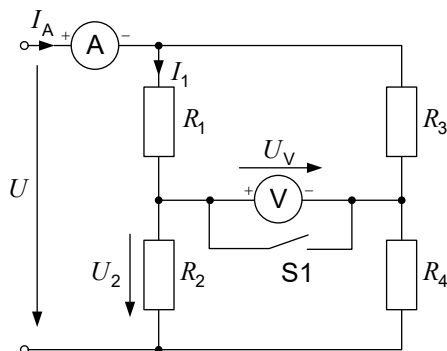 I_A + A −
I_1
R_1 R_3
U_V
U + V −
U_2 R_2 S1 R_4